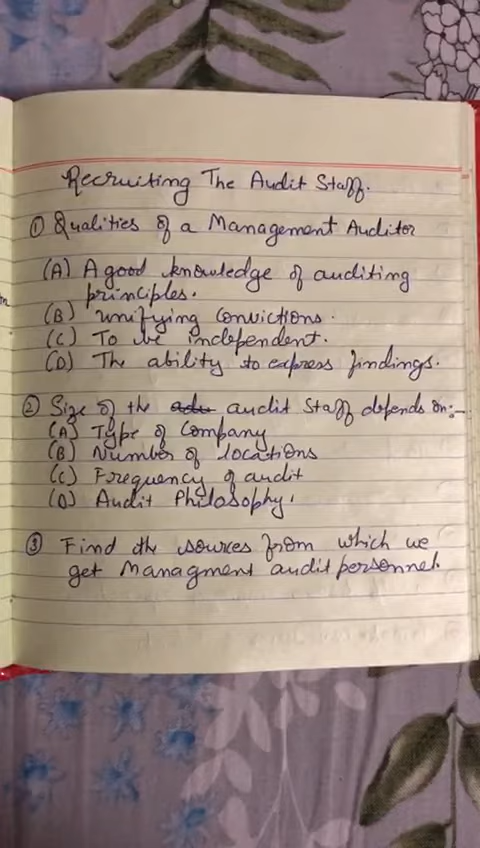 Recruiting The Audit Staff.
① Qualities of a Management Auditor
(A) A good knowledge of auditing
principles.
(B) unifying convictions.
(C) To be independent.
(D) The ability to express findings.
② Size of the audit Staff depends on:-
(A) Type of Company
(B) Number of locations
(C) Frequency of audit
(D) Audit Philosophy.
③ Find the sources from which we
get Managment audit personnel.